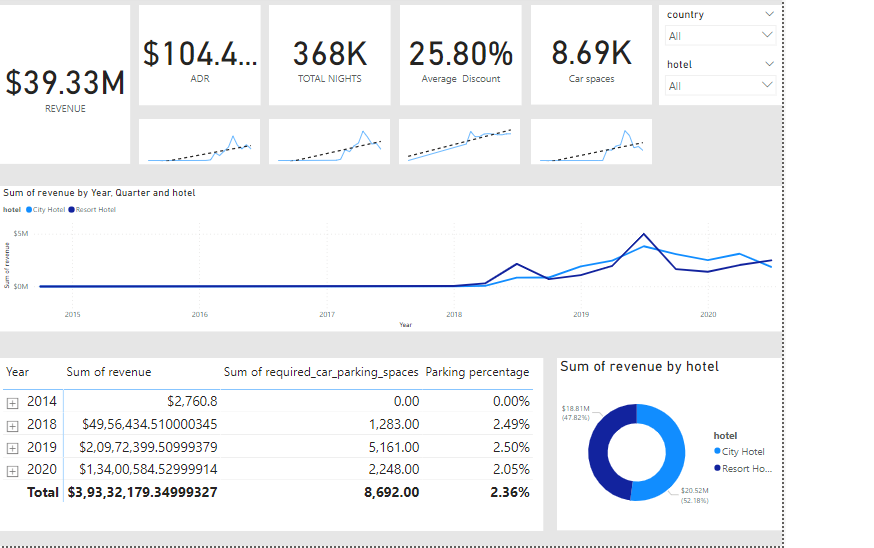 $39.33M
REVENUE
$104.4...
ADR
368K
TOTAL NIGHTS
25.80%
Average Discount
8.69K
Car spaces
country
All
hotel
All
Sum of revenue by Year, Quarter and hotel
hotel City Hotel Resort Hotel
Sum of revenue
$5M
$0M
2015 2016 2017 2018 2019 2020
Year
Year Sum of revenue Sum of required_car_parking_spaces Parking percentage
2014 $2,760.8 0.00 0.00%
2018 $49,56,434.510000345 1,283.00 2.49%
2019 $2,09,72,399.50999379 5,161.00 2.50%
2020 $1,34,00,584.52999914 2,248.00 2.05%
Total $3,93,32,179.34999327 8,692.00 2.36%
Sum of revenue by hotel
$18.81M
(47.82%)
hotel
City Hotel
Resort Ho...
$20.52M
(52.18%)